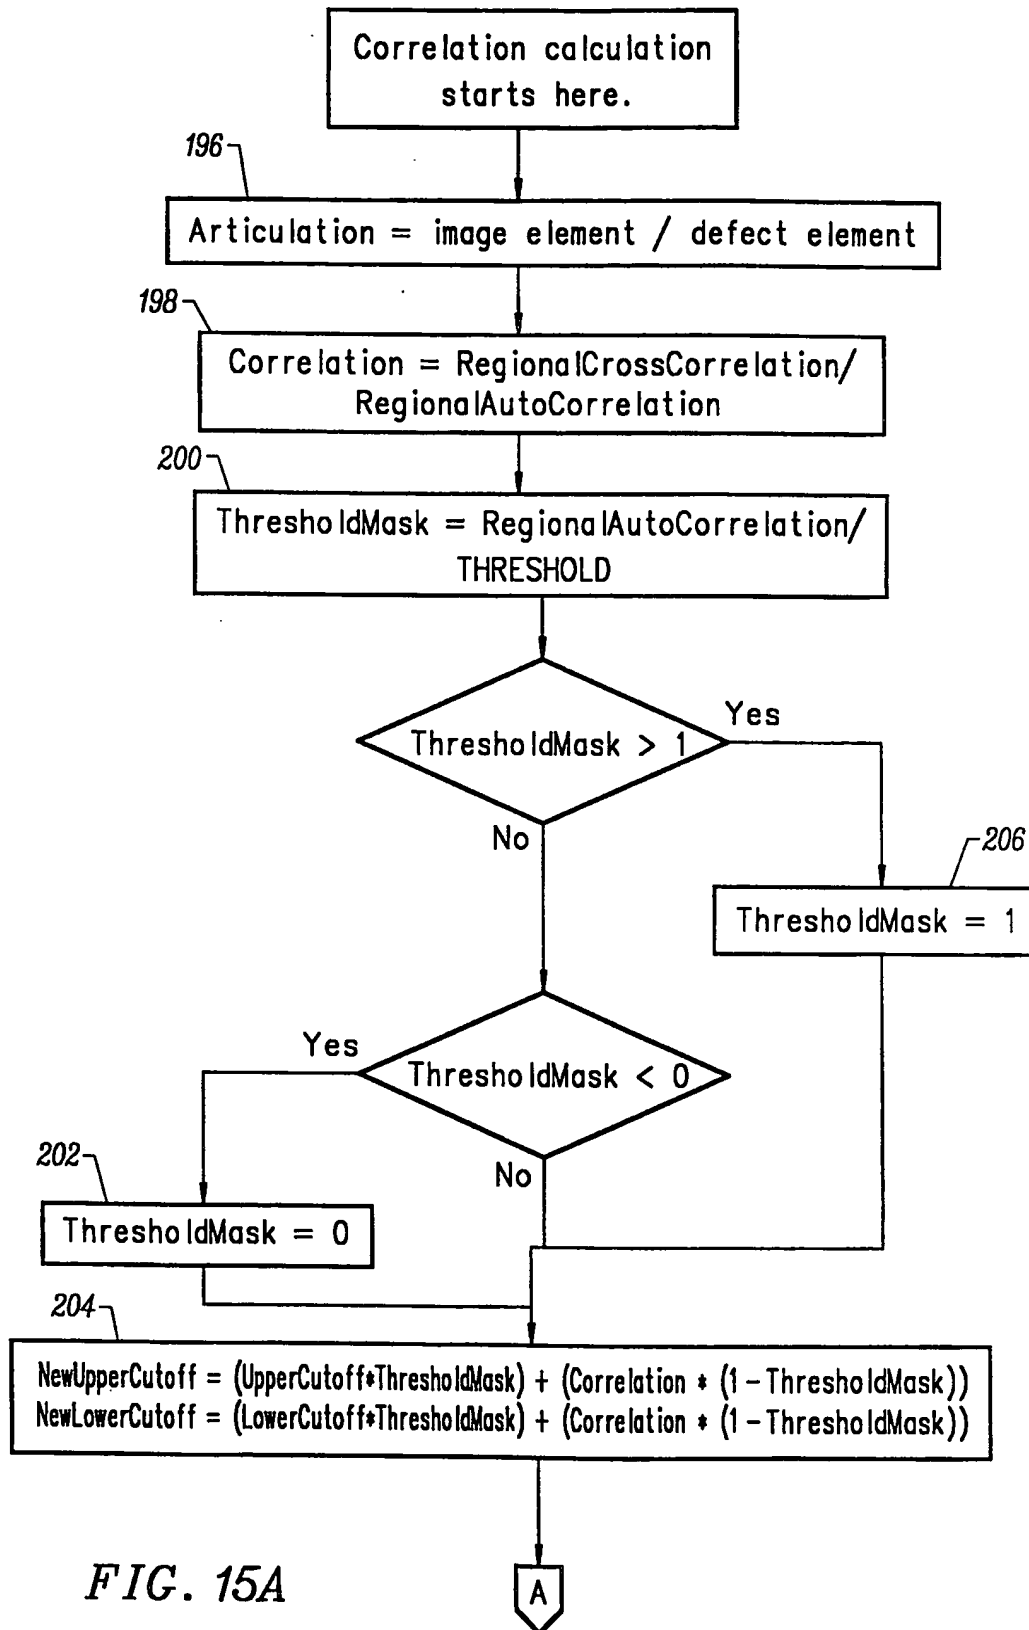 Correlation calculation
starts here.
196
Articulation = image element / defect element
198
Correlation = RegionalCrossCorrelation/
RegionalAutoCorrelation
200
ThresholdMask = RegionalAutoCorrelation/
THRESHOLD
ThresholdMask > 1
Yes
No
206
ThresholdMask = 1
ThresholdMask < 0
Yes
No
202
ThresholdMask = 0
204
NewUpperCutoff = (UpperCutoff*ThresholdMask) + (Correlation * (1-ThresholdMask))
NewLowerCutoff = (LowerCutoff*ThresholdMask) + (Correlation * (1-ThresholdMask))
A
FIG. 15A